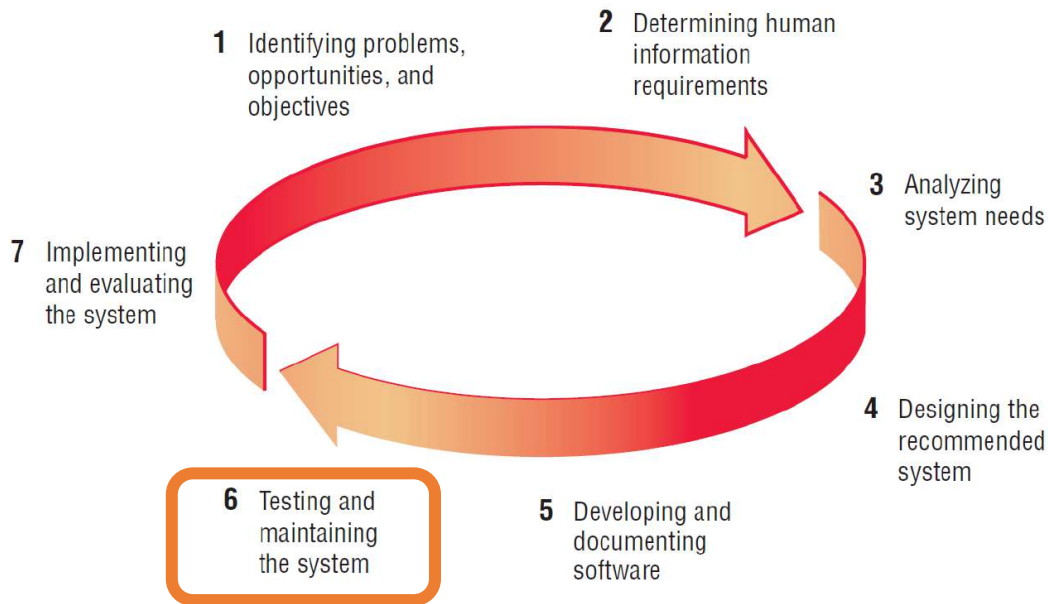 1 Identifying problems,
opportunities, and
objectives
2 Determining human
information
requirements
3 Analyzing
system needs
4 Designing the
recommended
system
5 Developing and
documenting
software
6 Testing and
maintaining
the system
7 Implementing
and evaluating
the system